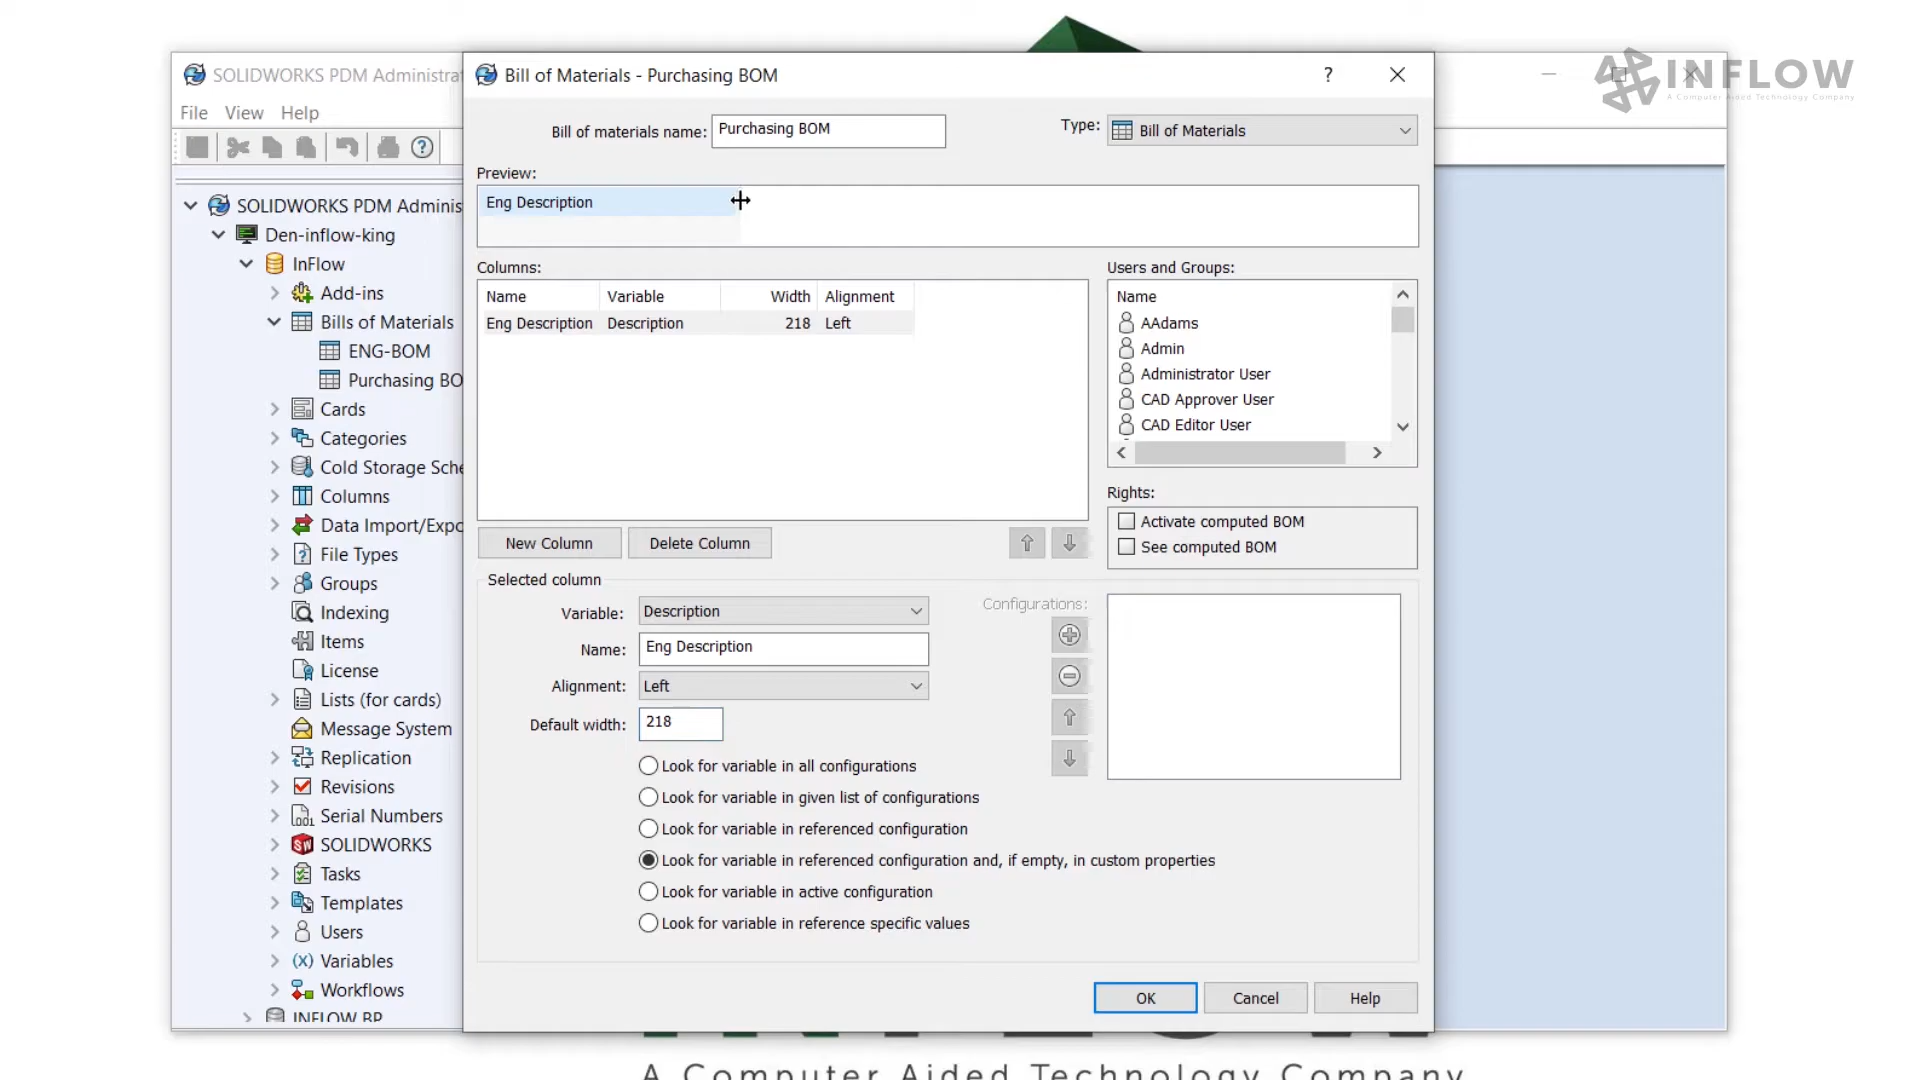 SOLIDWORKS PDM Administrat
Bill of Materials - Purchasing BOM
?
INFLOW
A Computer Aided Technology Company
File View Help
Bill of materials name: Purchasing BOM
Type: Bill of Materials
Preview:
Eng Description
SOLIDWORKS PDM Adminis
Den-inflow-king
InFlow
Add-ins
Bills of Materials
ENG-BOM
Purchasing BO
Cards
Categories
Cold Storage Sche
Columns
Data Import/Expo
File Types
Groups
Indexing
Items
License
Lists (for cards)
Message System
Replication
Revisions
Serial Numbers
SOLIDWORKS
Tasks
Templates
Users
Variables
Workflows
INFLOW BP
Columns:
Name Variable Width Alignment
Eng Description Description 218 Left
Users and Groups:
Name
AAdams
Admin
Administrator User
CAD Approver User
CAD Editor User
Rights:
Activate computed BOM
See computed BOM
New Column Delete Column
Selected column
Variable: Description
Name: Eng Description
Alignment: Left
Default width: 218
Configurations:
Look for variable in all configurations
Look for variable in given list of configurations
Look for variable in referenced configuration
Look for variable in referenced configuration and, if empty, in custom properties
Look for variable in active configuration
Look for variable in reference specific values
OK Cancel Help
A Computer Aided Technology Company